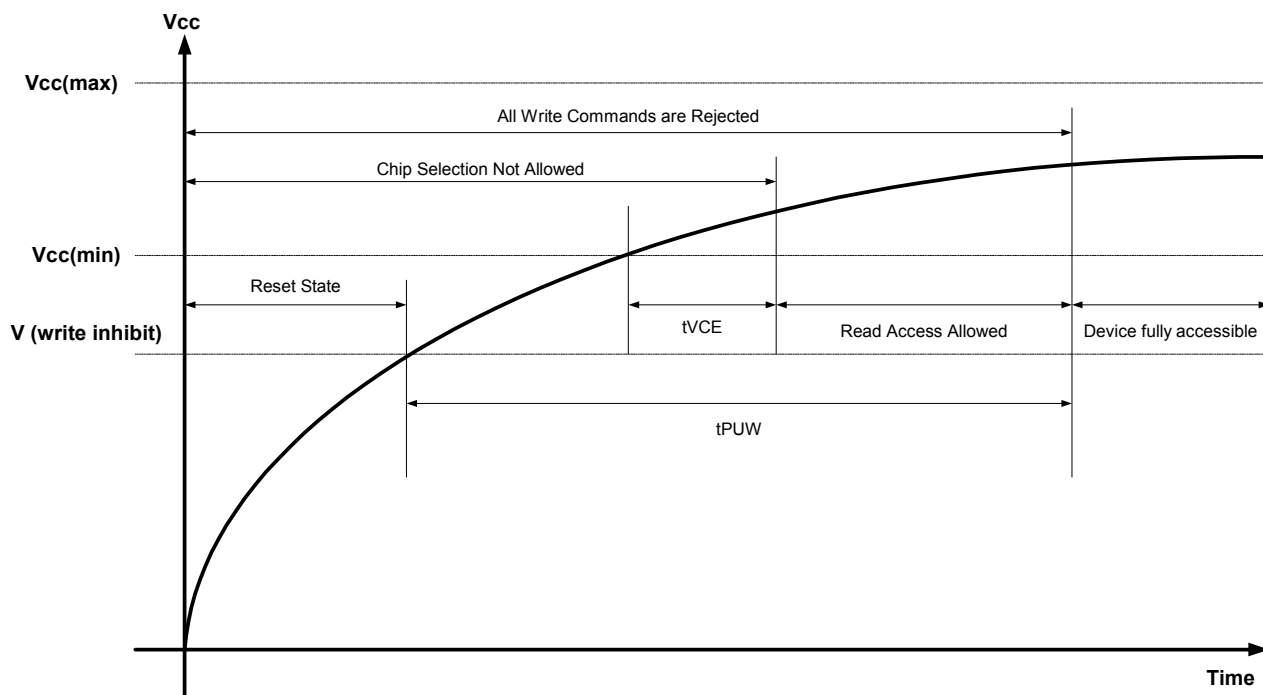 Vcc
Vcc(max)
All Write Commands are Rejected
Chip Selection Not Allowed
Vcc(min)
Reset State
V (write inhibit)
tVCE
Read Access Allowed
Device fully accessible
tPUW
Time